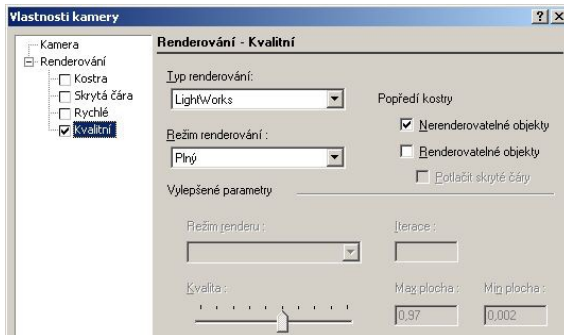 Vlastnosti kamery
Kamera
Renderování
Kostra
Skrytá čára
Rychlé
Kvalitní
Renderování - Kvalitní
Typ renderování:
LightWorks
Režim renderování :
Plný
Popředí kostry
Nerenderovatelné objekty
Renderovatelné objekty
Potlačit skryté čáry
Vylepšené parametry
Režim renderu :
Iterace :
Kvalita :
Max plocha :
Min plocha :
0,97
0,002